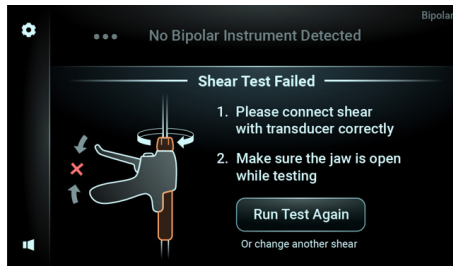 Bipolar
No Bipolar Instrument Detected
Shear Test Failed
1. Please connect shear
with transducer correctly
2. Make sure the jaw is open
while testing
Run Test Again
Or change another shear